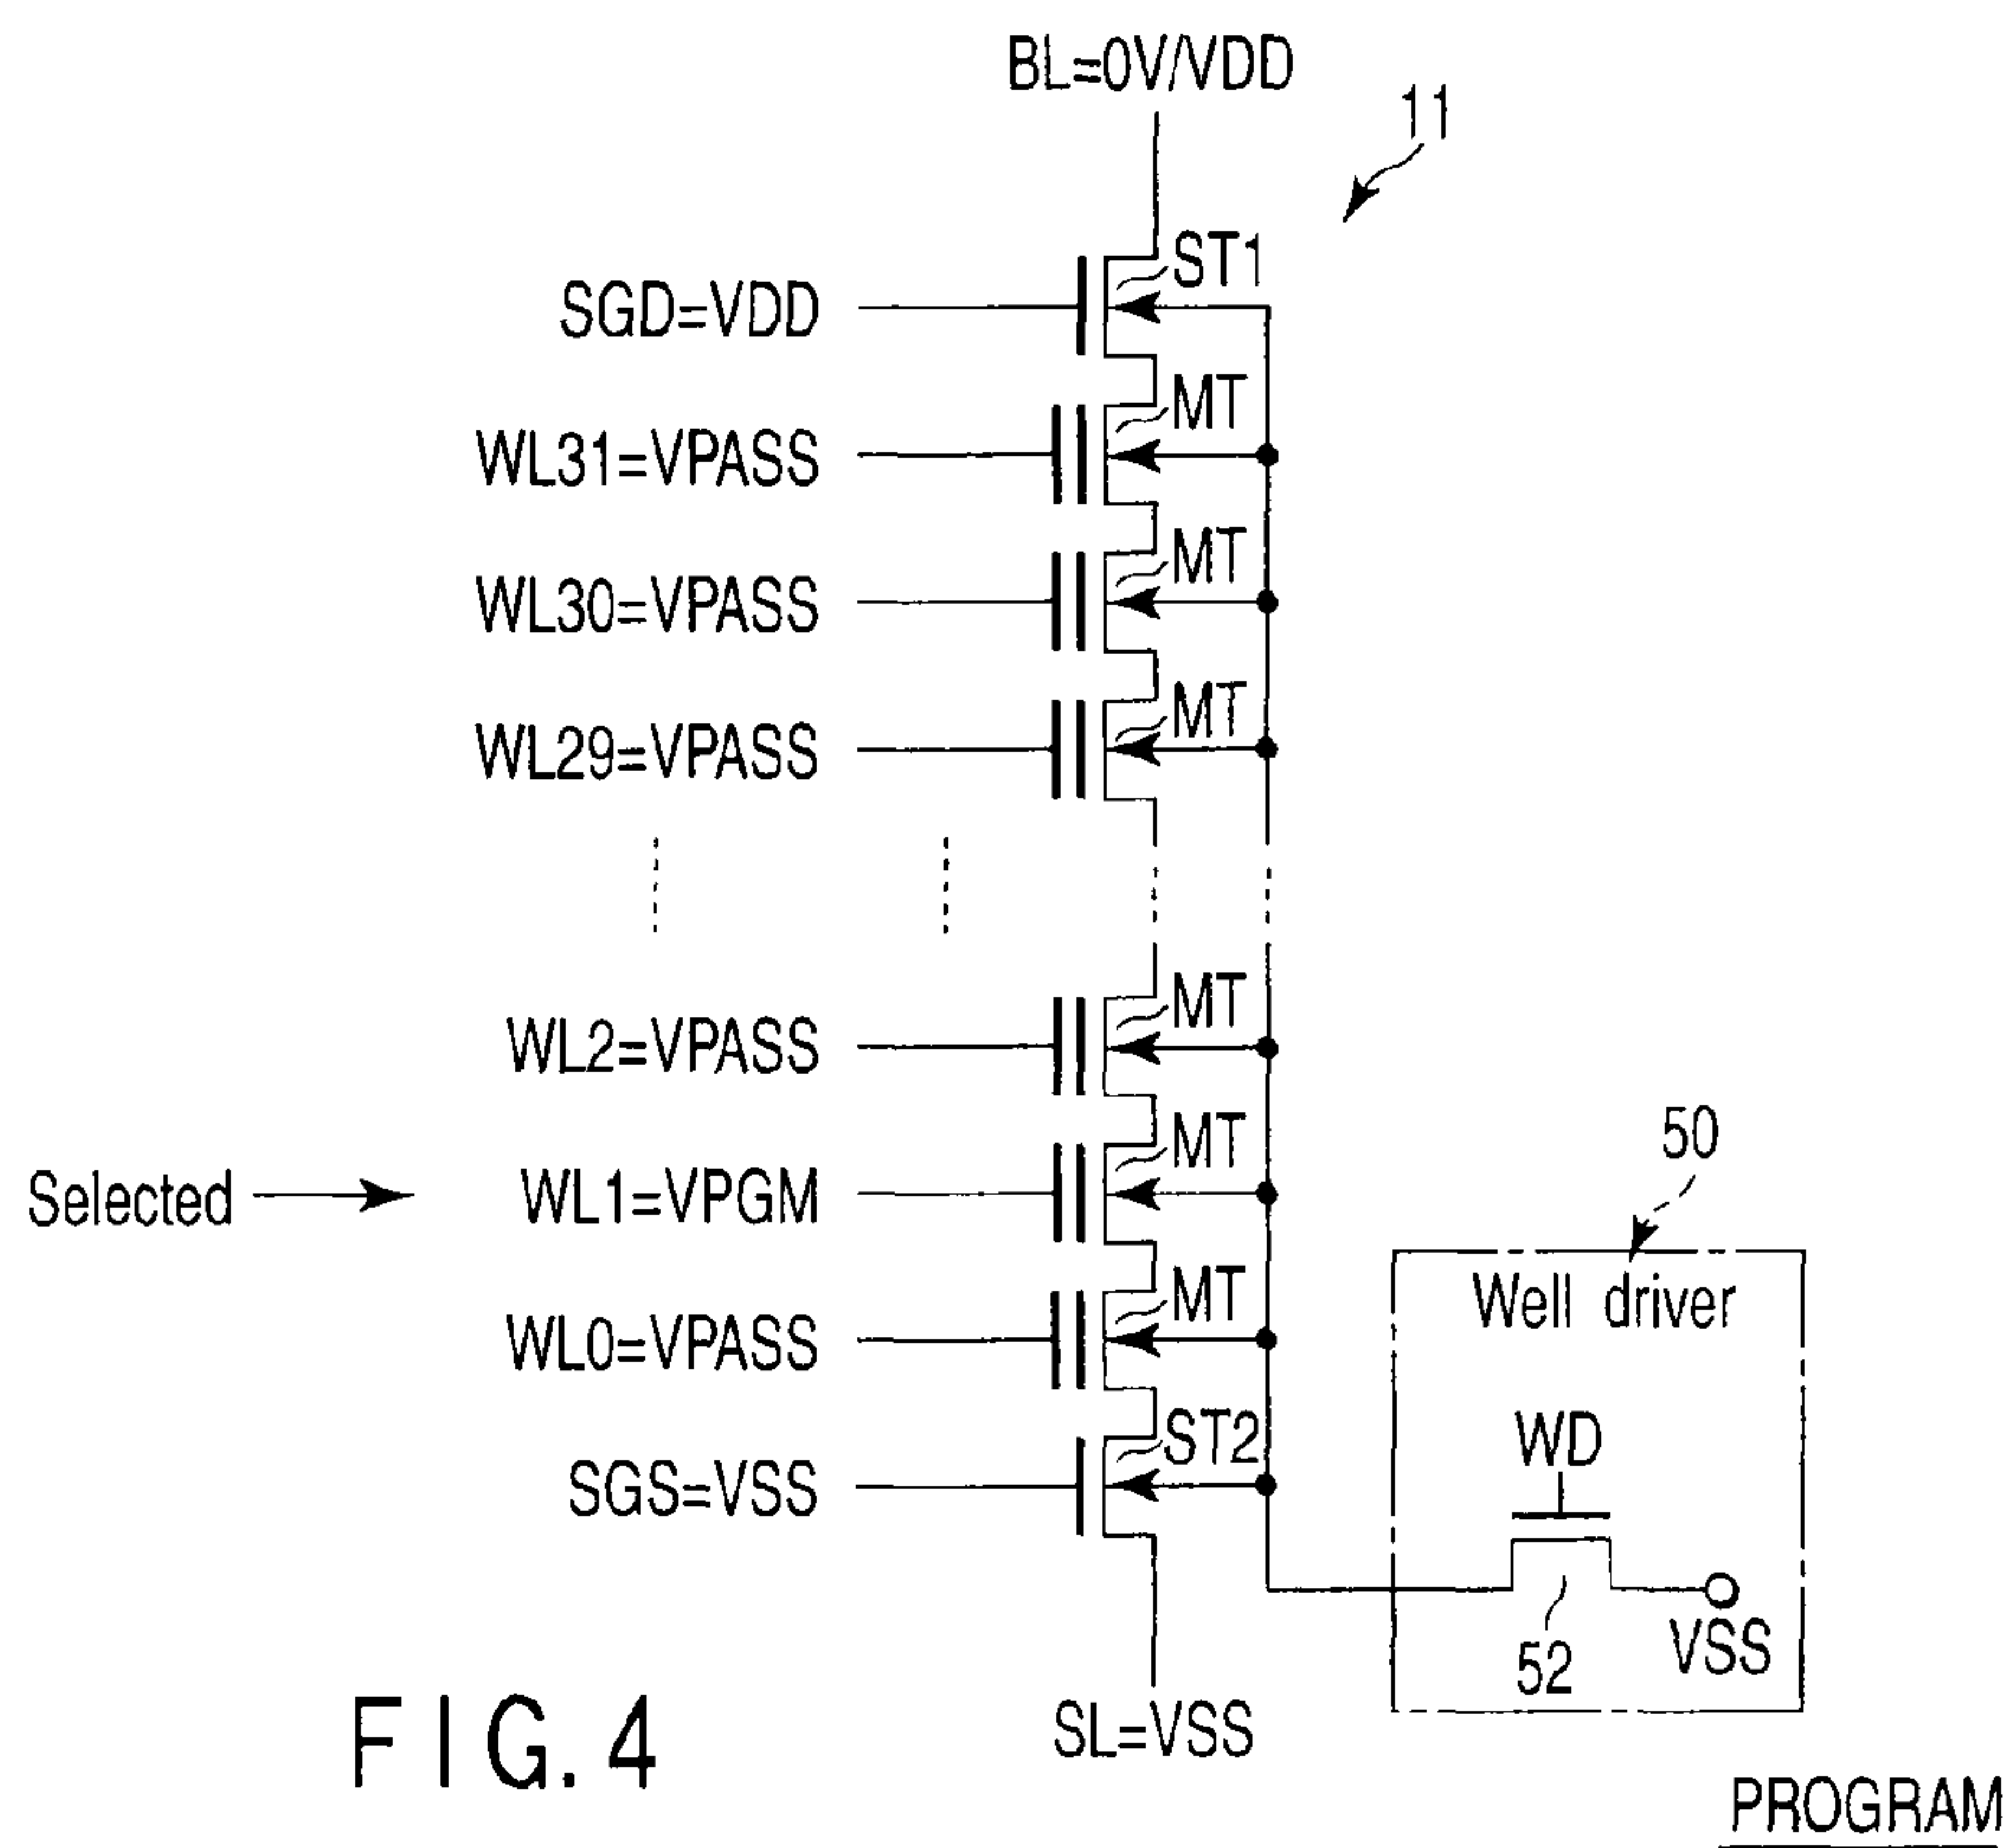 BL=0V/VDD
11
ST1
SGD=VDD
MT
WL31=VPASS
MT
WL30=VPASS
MT
WL29=VPASS
MT
WL2=VPASS
50
MT
Selected
WL1=VPGM
Well driver
MT
WL0=VPASS
ST2
WD
SGS=VSS
52
VSS
SL=VSS
FIG. 4
PROGRAM